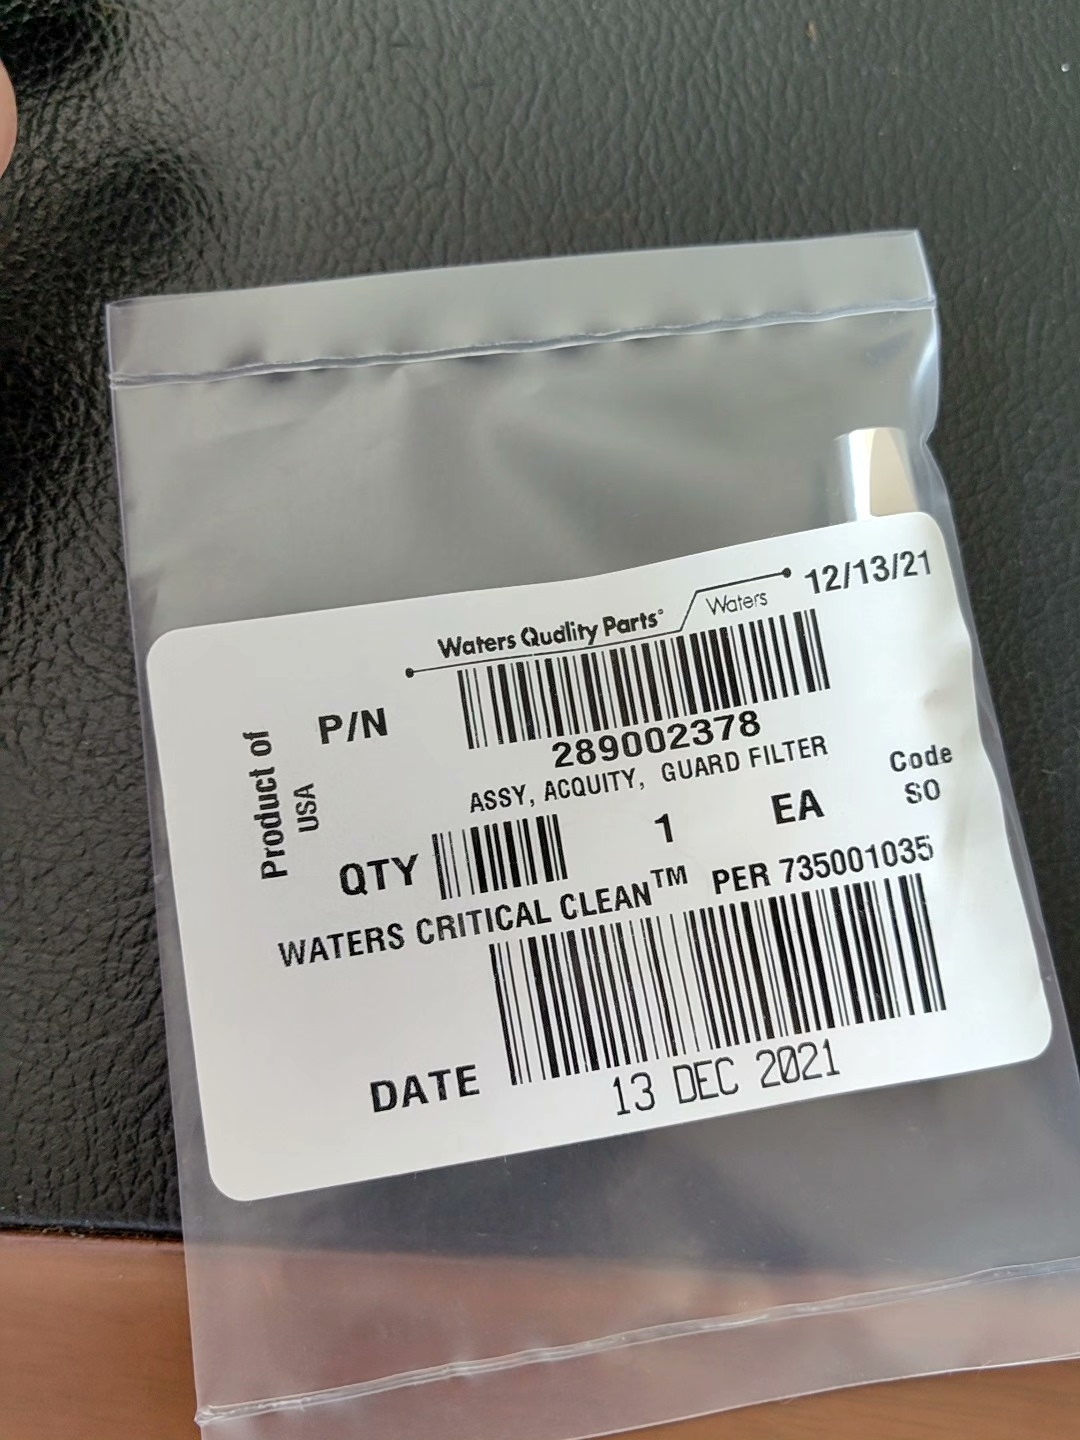 12/13/21
Waters Quality Parts®
Waters
Product of
USA
P/N
289002378
ASSY, ACQUITY, GUARD FILTER
Code
SO
QTY
1
EA
WATERS CRITICAL CLEAN™ PER 735001035
DATE
13 DEC 2021